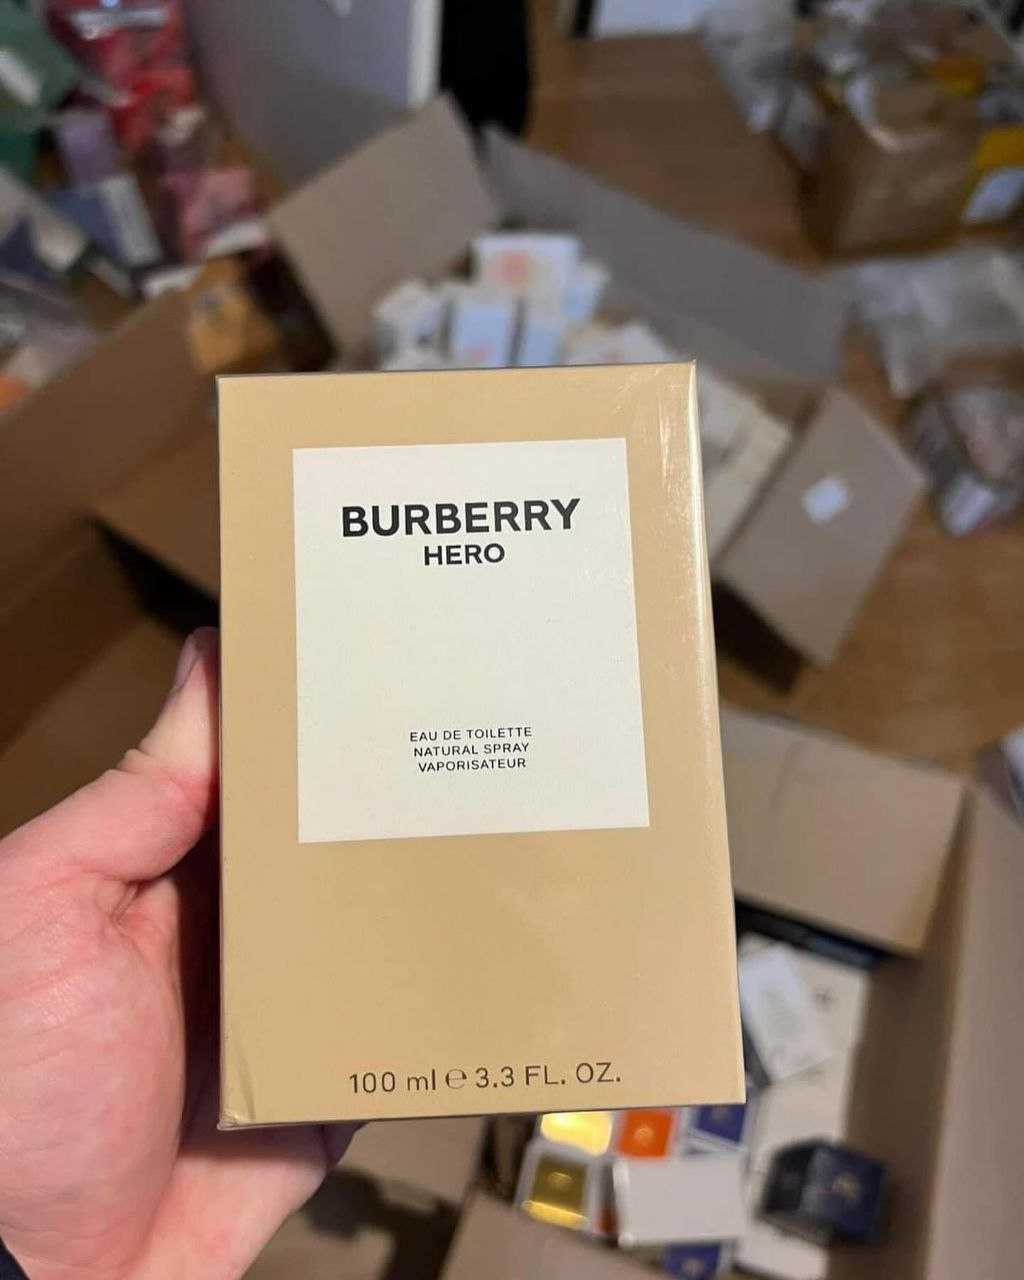 BURBERRY
HERO
EAU DE TOILETTE
NATURAL SPRAY
VAPORISATEUR
100 ml ℮ 3.3 FL. OZ.